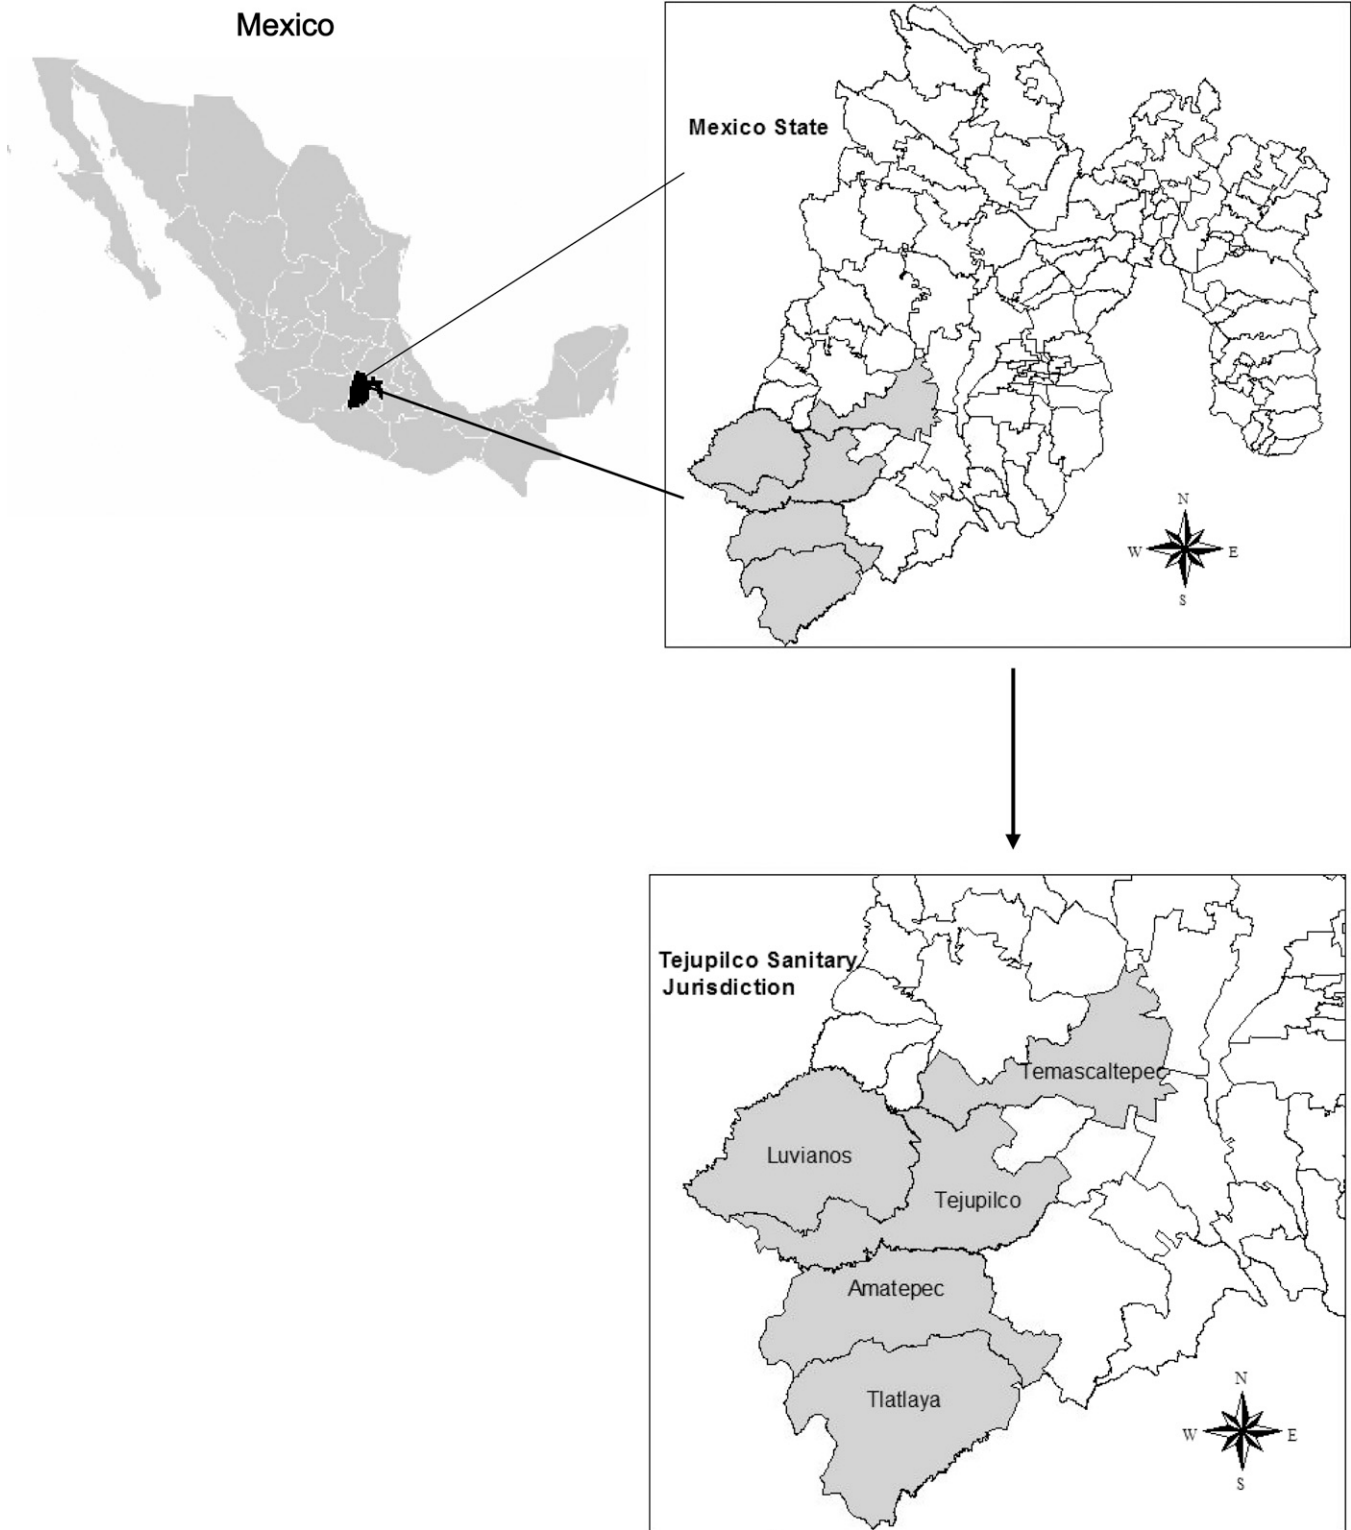 Mexico
Mexico State
N
W E
S
Tejupilco Sanitary
Jurisdiction
Temascaltepec
Luvianos
Tejupilco
Amatepec
Tlatlaya
N
W E
S